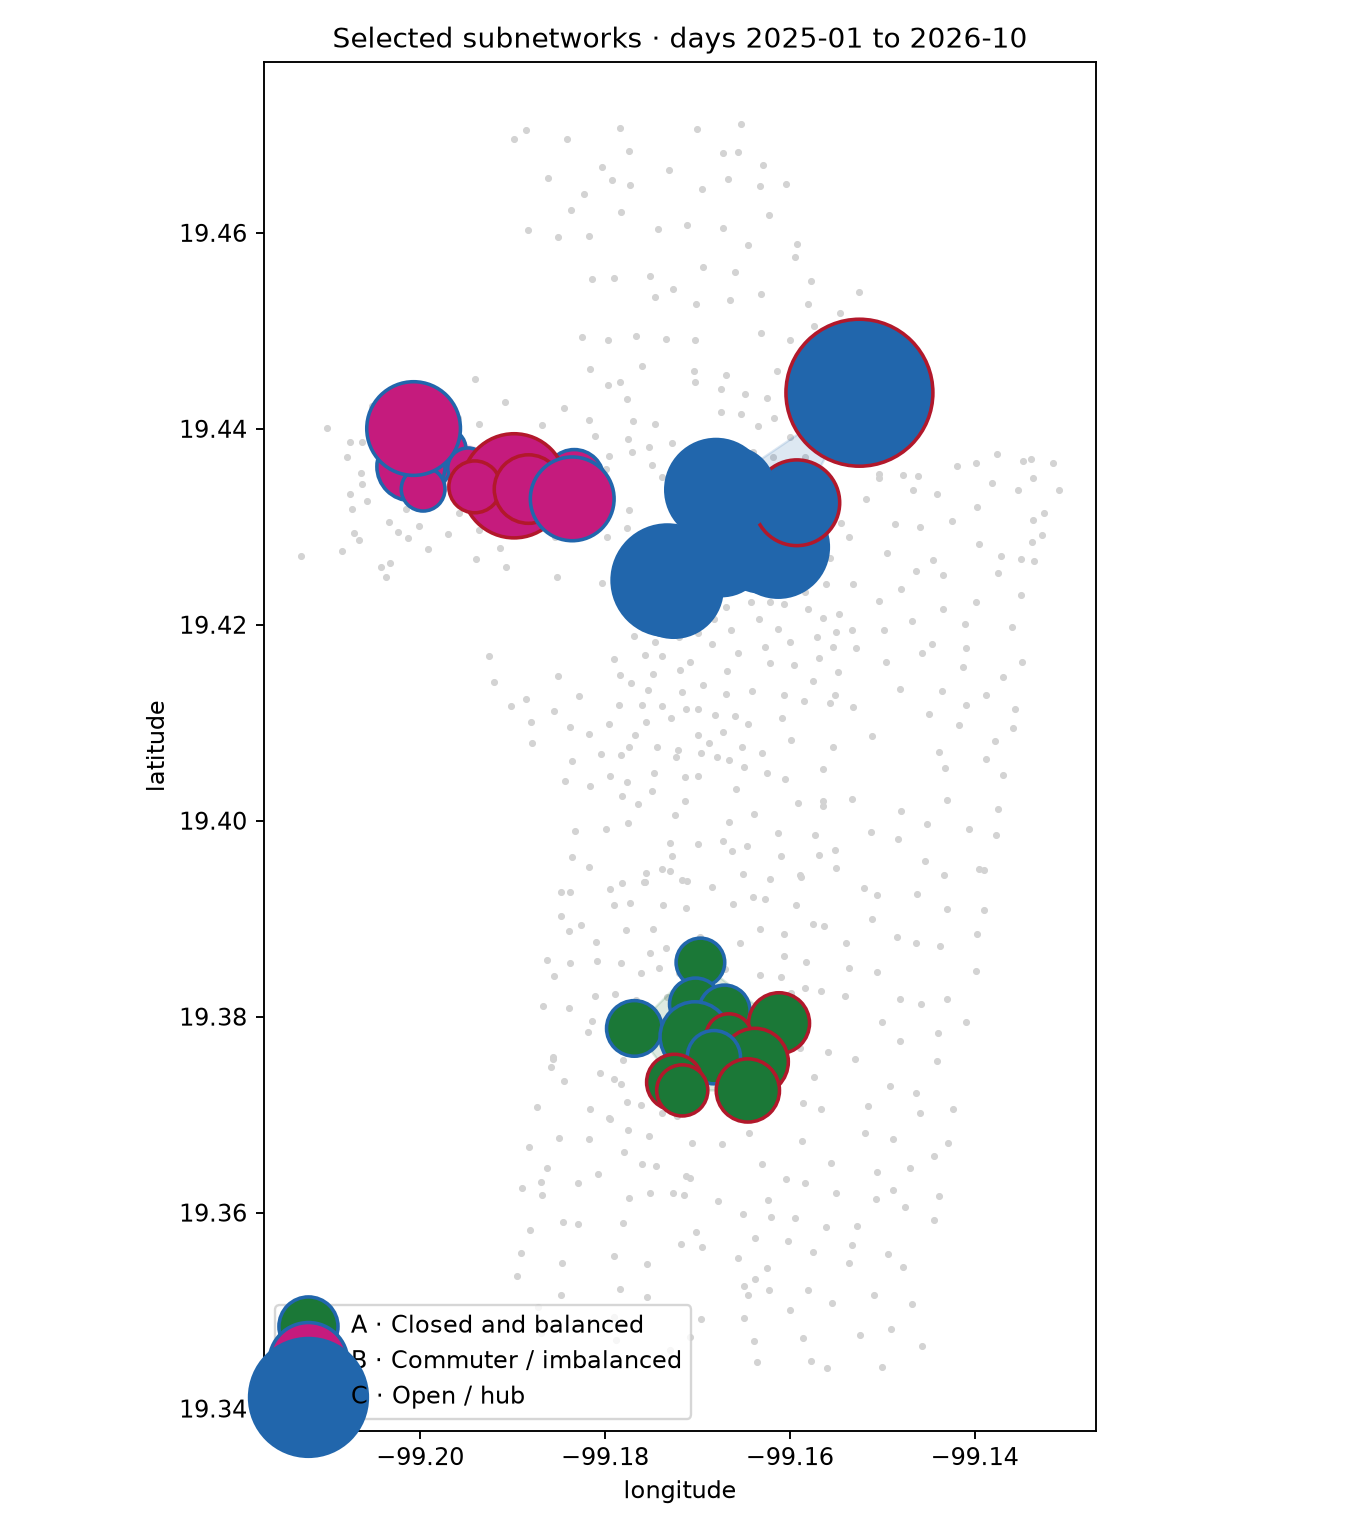 Selected subnetworks · days 2025-01 to 2026-10
19.46
19.44
19.42
19.40
19.38
19.36
19.34
latitude
A · Closed and balanced
B · Commuter / imbalanced
C · Open / hub
−99.20
−99.18
−99.16
−99.14
longitude